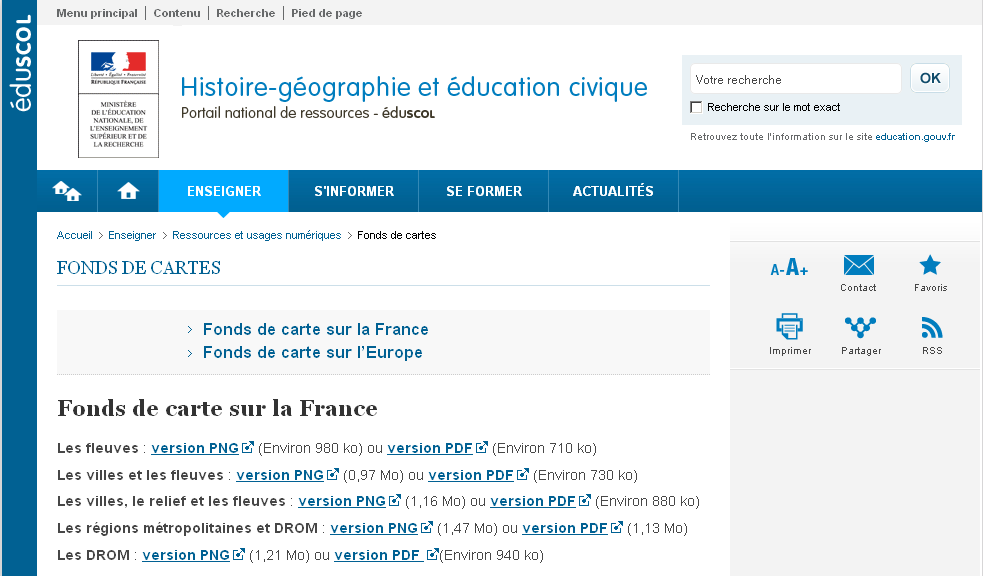 Menu principal | Contenu | Recherche | Pied de page
éduscol
Liberté • Égalité • Fraternité
RÉPUBLIQUE FRANÇAISE
MINISTÈRE
DE L'ÉDUCATION
NATIONALE, DE
L'ENSEIGNEMENT
SUPÉRIEUR ET DE
LA RECHERCHE
Histoire-géographie et éducation civique
Portail national de ressources - éduscol
Votre recherche
OK
Recherche sur le mot exact
Retrouvez toute l'information sur le site education.gouv.fr
ENSEIGNER S'INFORMER SE FORMER ACTUALITÉS
Accueil > Enseigner > Ressources et usages numériques > Fonds de cartes
FONDS DE CARTES
A- A+
Contact
Favoris
Imprimer
Partager
RSS
> Fonds de carte sur la France
> Fonds de carte sur l'Europe
Fonds de carte sur la France
Les fleuves : version PNG (Environ 980 ko) ou version PDF (Environ 710 ko)
Les villes et les fleuves : version PNG (0,97 Mo) ou version PDF (Environ 730 ko)
Les villes, le relief et les fleuves : version PNG (1,16 Mo) ou version PDF (Environ 880 ko)
Les régions métropolitaines et DROM : version PNG (1,47 Mo) ou version PDF (1,13 Mo)
Les DROM : version PNG (1,21 Mo) ou version PDF (Environ 940 ko)